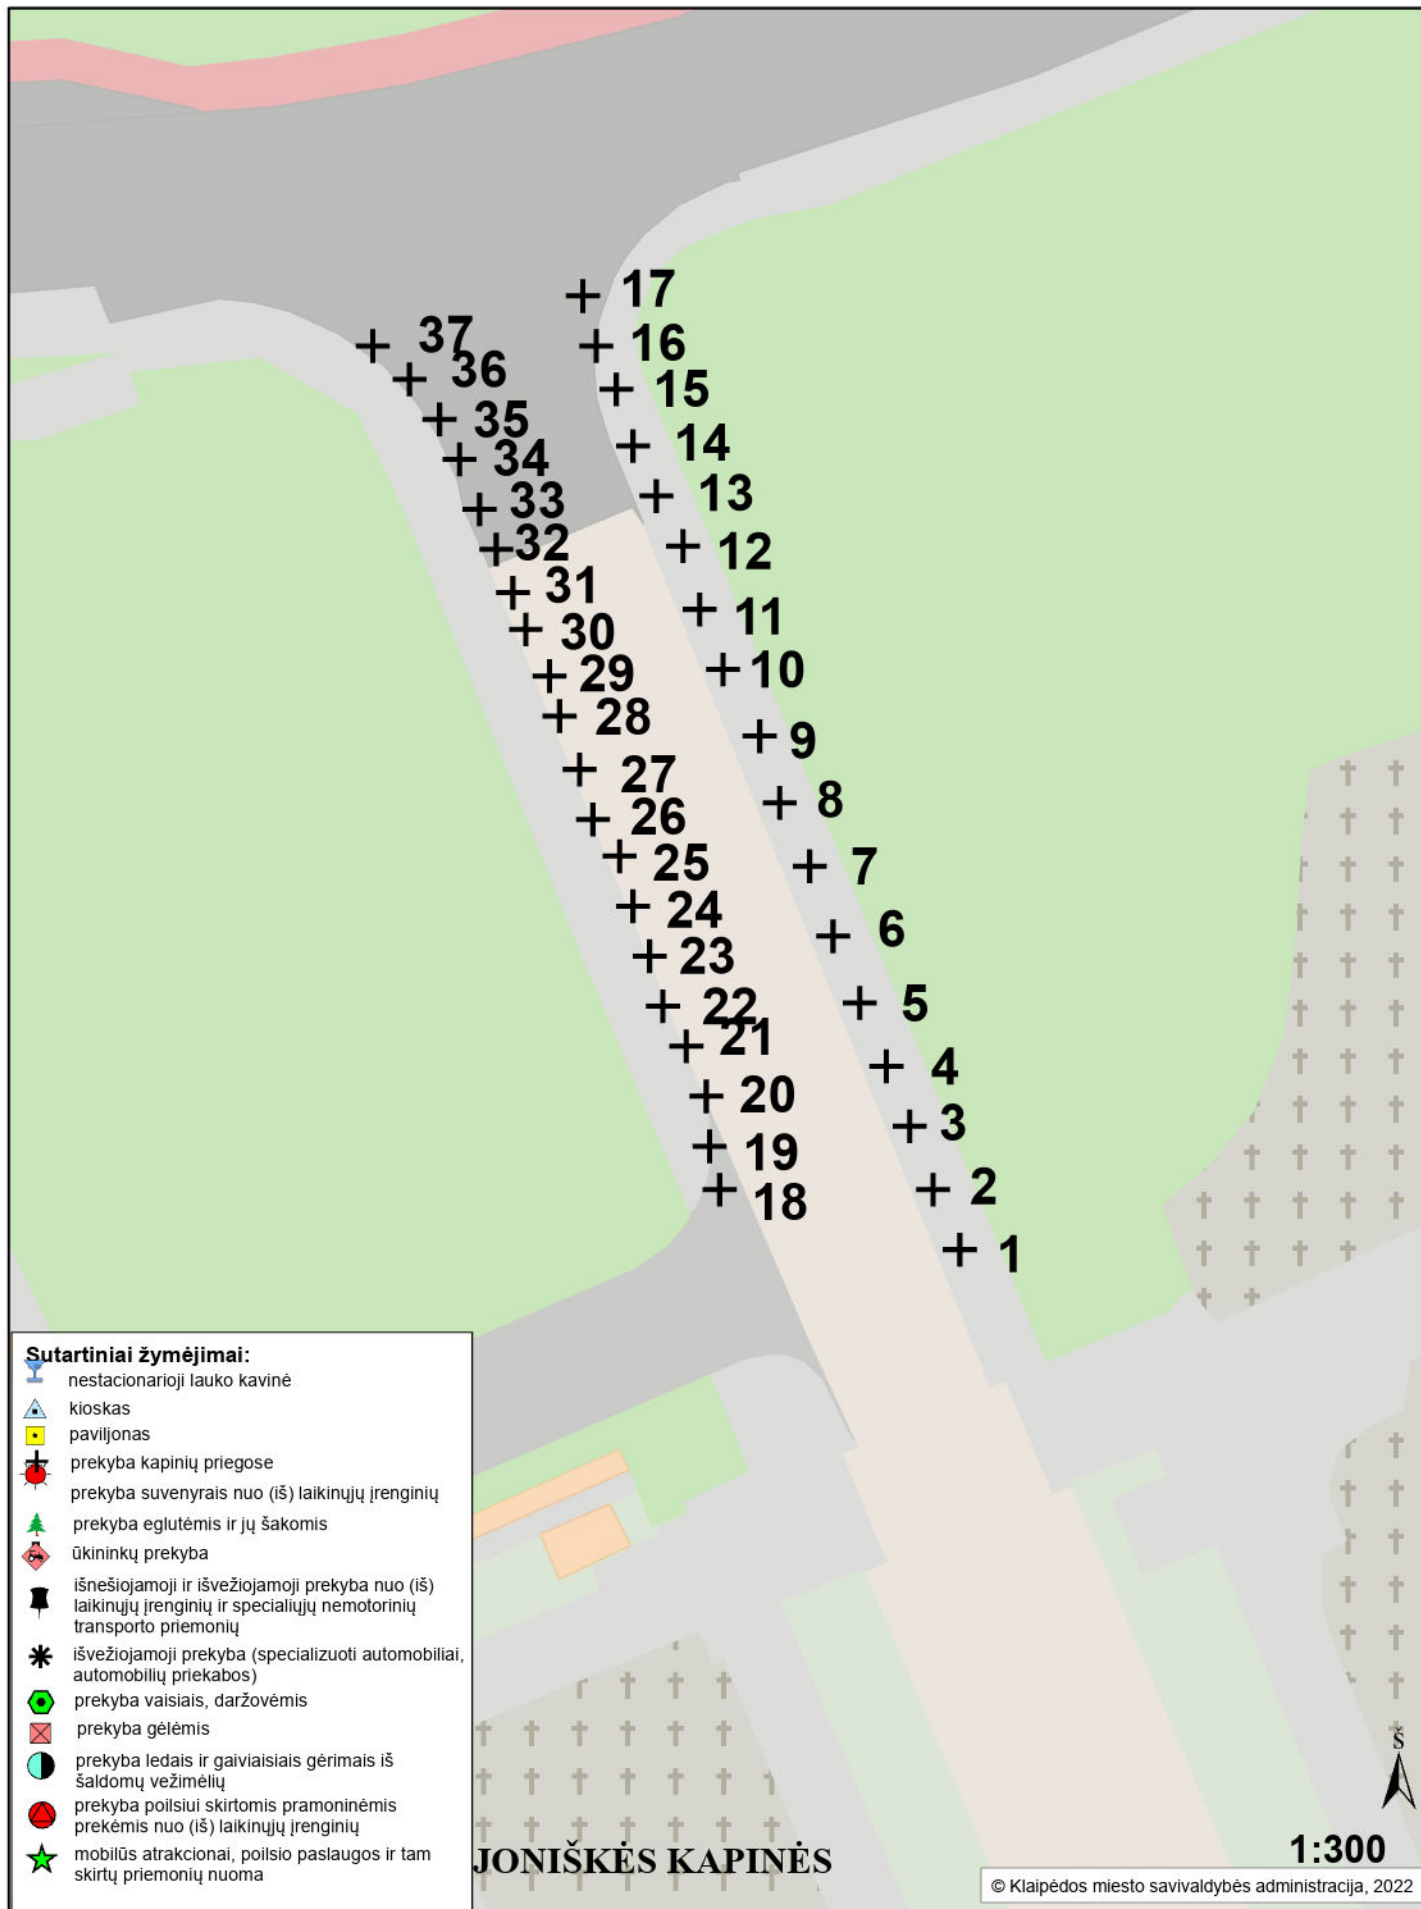 17
37
16
36
15
35
14
34
13
33
32
12
31
11
30
10
29
28
9
27
8
26
25
7
24
6
23
22
5
21
4
20
3
19
2
18
1
Sutartiniai žymėjimai:
nestacionarioji lauko kavinė
kioskas
paviljonas
prekyba kapinių priegose
prekyba suvenyrais nuo (iš) laikinųjų įrenginių
prekyba eglutėmis ir jų šakomis
ūkininkų prekyba
išnešiojamoji ir išvežiojamoji prekyba nuo (iš)
laikinųjų įrenginių ir specialiųjų nemotorinių
transporto priemonių
išvežiojamoji prekyba (specializuoti automobiliai,
automobilių priekabos)
prekyba vaisiais, daržovėmis
prekyba gėlėmis
prekyba ledais ir gaiviaisiais gėrimais iš
šaldomų vežimėlių
prekyba poilsiui skirtomis pramoninėmis
prekėmis nuo (iš) laikinųjų įrenginių
mobilūs atrakcionai, poilsio paslaugos ir tam
skirtų priemonių nuoma
Š
JONIŠKĖS KAPINĖS
1:300
© Klaipėdos miesto savivaldybės administracija, 2022